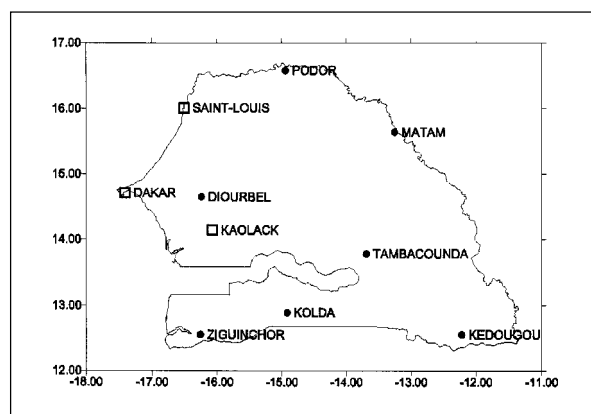 17.00
PODOR
16.00
SAINT-LOUIS
MATAM
15.00
DAKAR
DIOURBEL
KAOLACK
14.00
TAMBACOUNDA
13.00
KOLDA
ZIGUINCHOR
KEDOUGOU
12.00
-18.00 -17.00 -16.00 -15.00 -14.00 -13.00 -12.00 -11.00